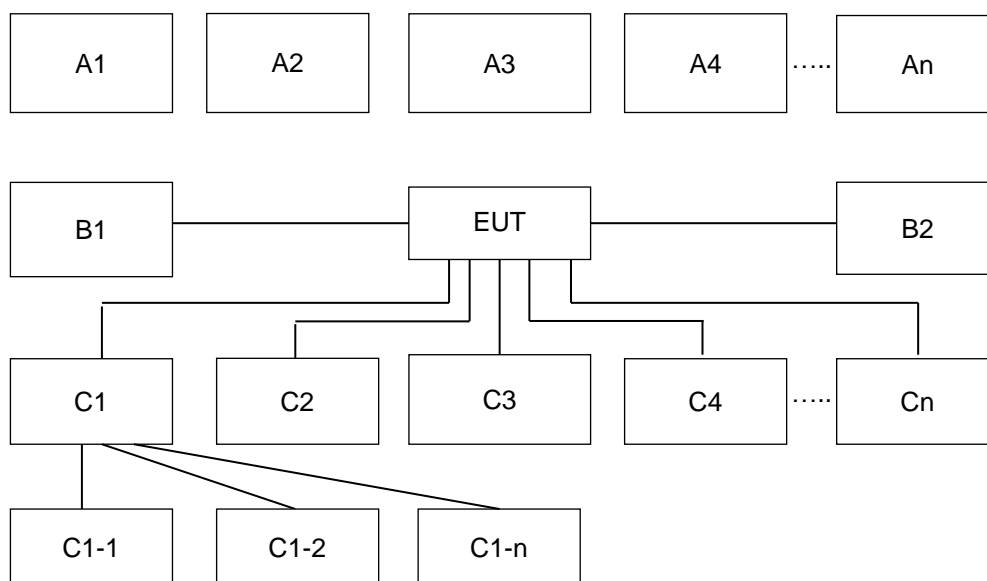 A1 A2 A3 A4 ..... An
B1 EUT B2
C1 C2 C3 C4 ..... Cn
C1-1 C1-2 C1-n